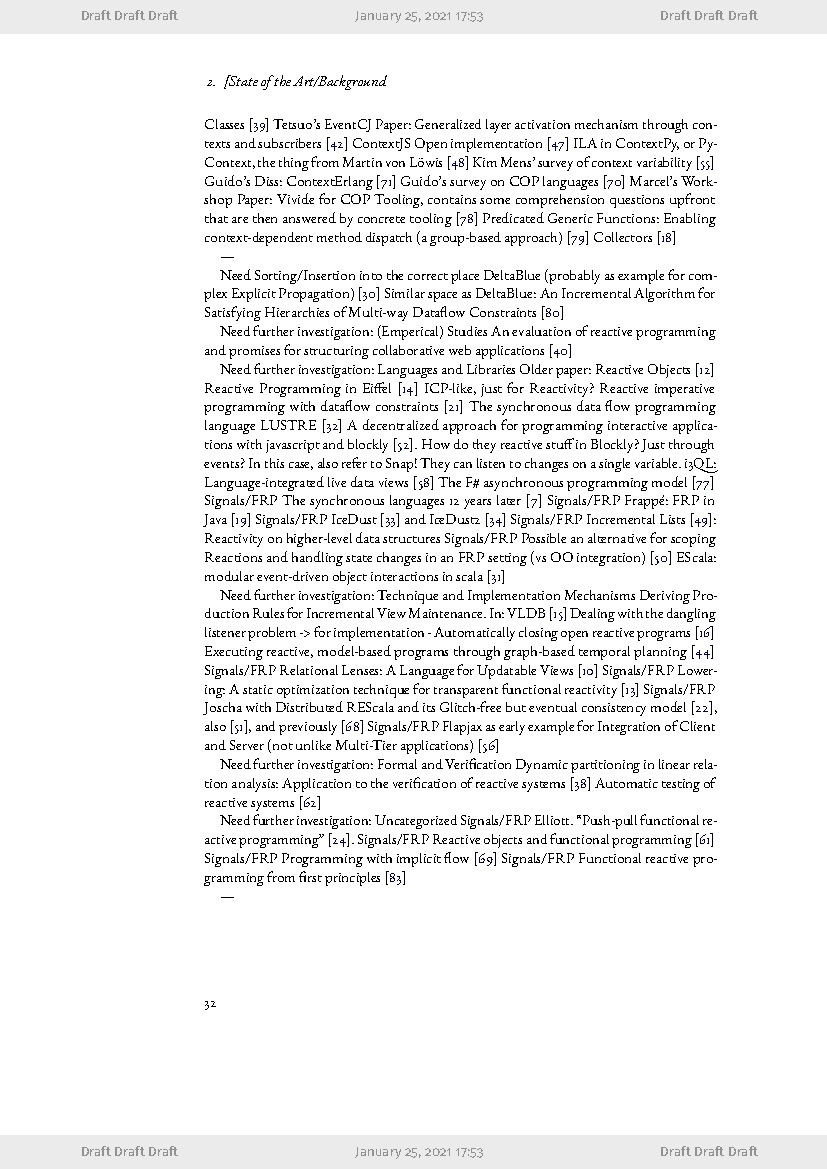 Draft Draft Draft January 25, 2021 17:53 Draft Draft Draft
2. [State of the Art/Background
Classes [39] Tetsuo's EventCJ Paper: Generalized layer activation mechanism through con-
texts and subscribers [42] ContextJS Open implementation [47] ILA in ContextPy, or Py-
Context, the thing from Martin von Löwis [48] Kim Mens' survey of context variability [55]
Guido's Diss: ContextErlang [71] Guido's survey on COP languages [70] Marcel's Work-
shop Paper: Vivide for COP Tooling, contains some comprehension questions upfront
that are then answered by concrete tooling [78] Predicated Generic Functions: Enabling
context-dependent method dispatch (a group-based approach) [79] Collectors [18]
—
Need Sorting/Insertion into the correct place DeltaBlue (probably as example for com-
plex Explicit Propagation) [30] Similar space as DeltaBlue: An Incremental Algorithm for
Satisfying Hierarchies of Multi-way Dataflow Constraints [80]
Need further investigation: (Emperical) Studies An evaluation of reactive programming
and promises for structuring collaborative web applications [40]
Need further investigation: Languages and Libraries Older paper: Reactive Objects [12]
Reactive Programming in Eiffel [14] ICP-like, just for Reactivity? Reactive imperative
programming with dataflow constraints [21] The synchronous data flow programming
language LUSTRE [32] A decentralized approach for programming interactive applica-
tions with javascript and blockly [52]. How do they reactive stuff in Blockly? Just through
events? In this case, also refer to Snap! They can listen to changes on a single variable. i3QL:
Language-integrated live data views [58] The F# asynchronous programming model [77]
Signals/FRP The synchronous languages 12 years later [7] Signals/FRP Frappé: FRP in
Java [19] Signals/FRP IceDust [33] and IceDust2 [34] Signals/FRP Incremental Lists [49]:
Reactivity on higher-level data structures Signals/FRP Possible an alternative for scoping
Reactions and handling state changes in an FRP setting (vs OO integration) [50] EScala:
modular event-driven object interactions in scala [31]
Need further investigation: Technique and Implementation Mechanisms Deriving Pro-
duction Rules for Incremental View Maintenance. In: VLDB [15] Dealing with the dangling
listener problem -> for implementation - Automatically closing open reactive programs [16]
Executing reactive, model-based programs through graph-based temporal planning [44]
Signals/FRP Relational Lenses: A Language for Updatable Views [10] Signals/FRP Lower-
ing: A static optimization technique for transparent functional reactivity [13] Signals/FRP
Joscha with Distributed REScala and its Glitch-free but eventual consistency model [22],
also [51], and previously [68] Signals/FRP Flapjax as early example for Integration of Client
and Server (not unlike Multi-Tier applications) [56]
Need further investigation: Formal and Verification Dynamic partitioning in linear rela-
tion analysis: Application to the verification of reactive systems [38] Automatic testing of
reactive systems [62]
Need further investigation: Uncategorized Signals/FRP Elliott. “Push-pull functional re-
active programming” [24]. Signals/FRP Reactive objects and functional programming [61]
Signals/FRP Programming with implicit flow [69] Signals/FRP Functional reactive pro-
gramming from first principles [83]
—
32
Draft Draft Draft January 25, 2021 17:53 Draft Draft Draft